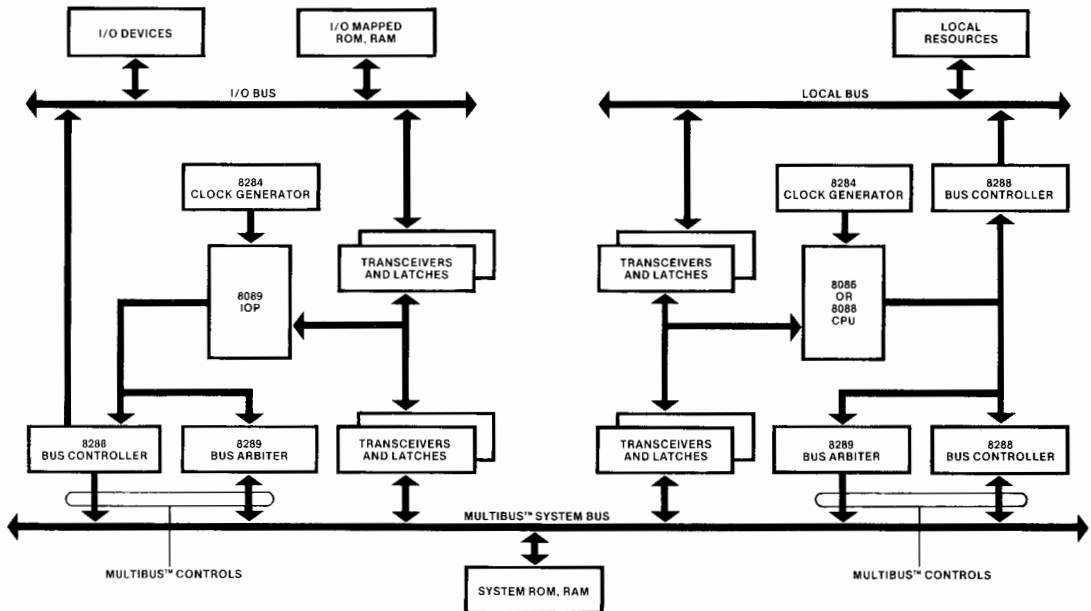 I/O DEVICES
I/O MAPPED
ROM, RAM
LOCAL
RESOURCES
I/O BUS
LOCAL BUS
8284
CLOCK GENERATOR
8284
CLOCK GENERATOR
8288
BUS CONTROLLER
TRANSCEIVERS
AND LATCHES
TRANSCEIVERS
AND LATCHES
8089
IOP
8086
OR
8088
CPU
8288
BUS CONTROLLER
8289
BUS ARBITER
TRANSCEIVERS
AND LATCHES
TRANSCEIVERS
AND LATCHES
8289
BUS ARBITER
8288
BUS CONTROLLER
MULTIBUS™ SYSTEM BUS
MULTIBUS™ CONTROLS
SYSTEM ROM, RAM
MULTIBUS™ CONTROLS